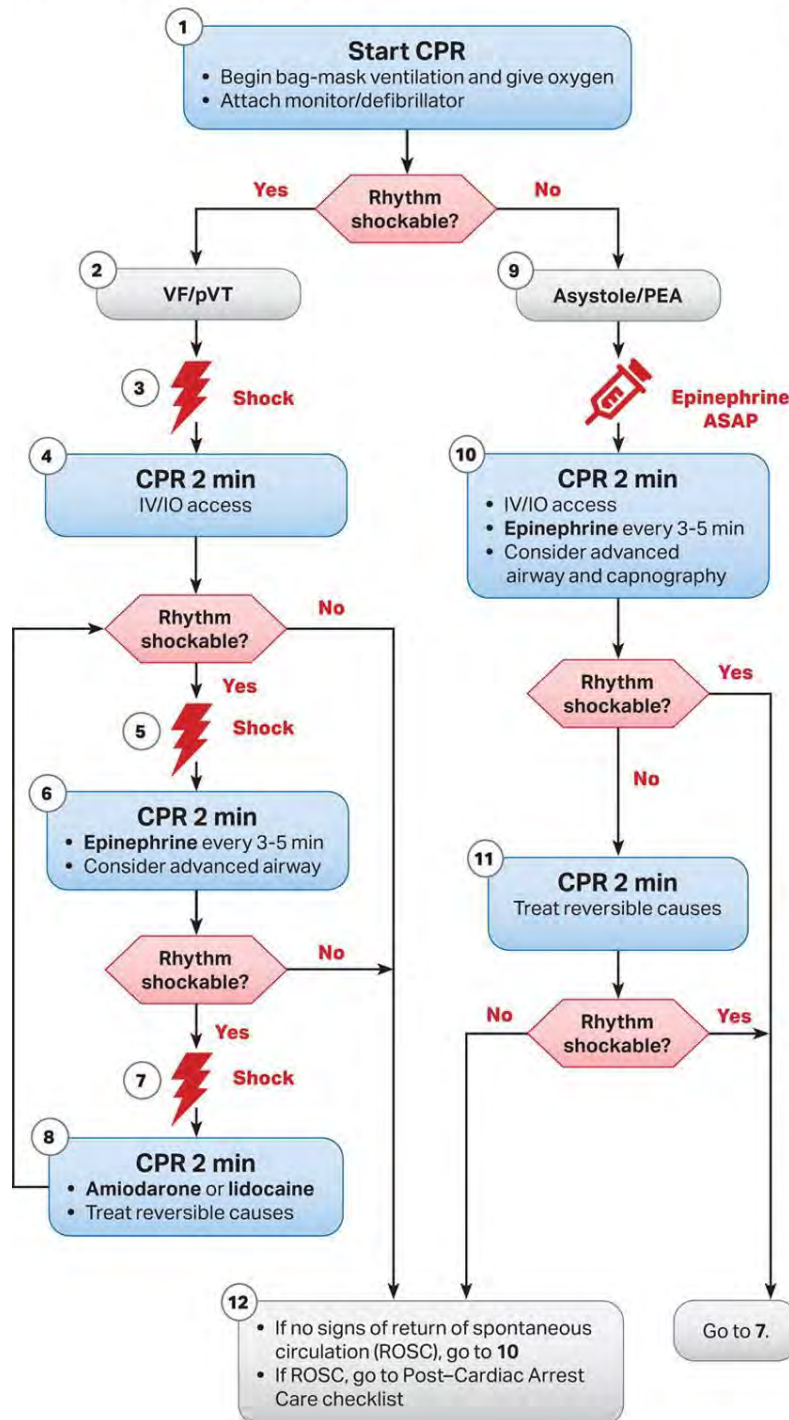 1
Start CPR
• Begin bag-mask ventilation and give oxygen
• Attach monitor/defibrillator
Yes
Rhythm
shockable?
No
2
VF/pVT
9
Asystole/PEA
3
Shock
Epinephrine
ASAP
4
CPR 2 min
IV/IO access
10
CPR 2 min
• IV/IO access
• Epinephrine every 3-5 min
• Consider advanced
airway and capnography
Rhythm
shockable?
No
Yes
5
Shock
Rhythm
shockable?
Yes
No
6
CPR 2 min
• Epinephrine every 3-5 min
• Consider advanced airway
11
CPR 2 min
Treat reversible causes
Rhythm
shockable?
No
Yes
7
Shock
No
Rhythm
shockable?
Yes
8
CPR 2 min
• Amiodarone or lidocaine
• Treat reversible causes
12
• If no signs of return of spontaneous
circulation (ROSC), go to 10
• If ROSC, go to Post–Cardiac Arrest
Care checklist
Go to 7.